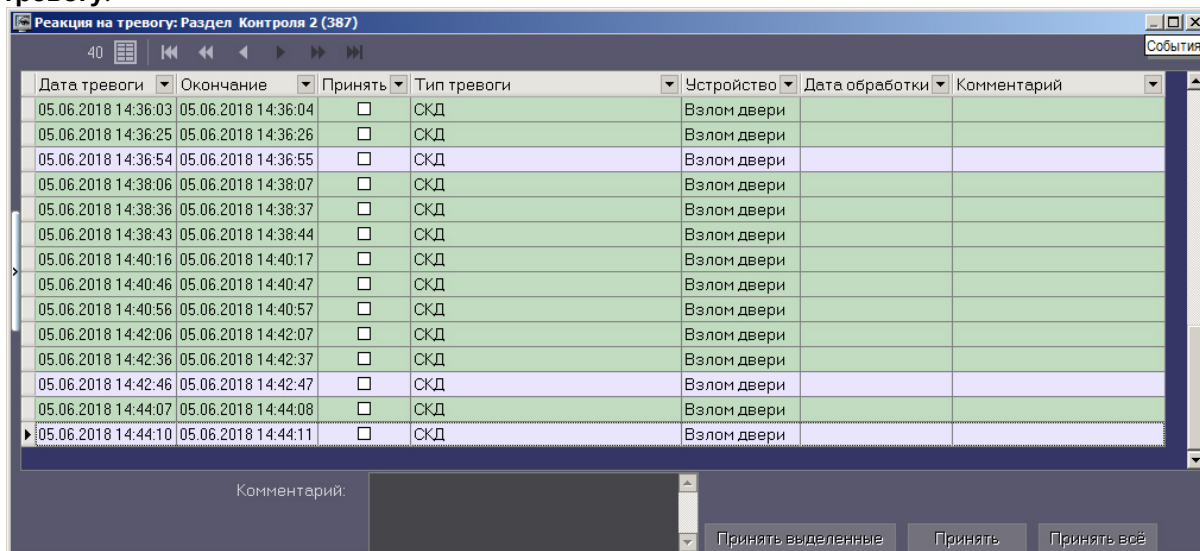 тревогу.
Реакция на тревогу: Раздел Контроля 2 (387)
События
40
Дата тревоги Окончание Принять Тип тревоги Устройство Дата обработки Комментарий
05.06.2018 14:36:03 05.06.2018 14:36:04 СКД Взлом двери
05.06.2018 14:36:25 05.06.2018 14:36:26 СКД Взлом двери
05.06.2018 14:36:54 05.06.2018 14:36:55 СКД Взлом двери
05.06.2018 14:38:06 05.06.2018 14:38:07 СКД Взлом двери
05.06.2018 14:38:36 05.06.2018 14:38:37 СКД Взлом двери
05.06.2018 14:38:43 05.06.2018 14:38:44 СКД Взлом двери
05.06.2018 14:40:16 05.06.2018 14:40:17 СКД Взлом двери
05.06.2018 14:40:46 05.06.2018 14:40:47 СКД Взлом двери
05.06.2018 14:40:56 05.06.2018 14:40:57 СКД Взлом двери
05.06.2018 14:42:06 05.06.2018 14:42:07 СКД Взлом двери
05.06.2018 14:42:36 05.06.2018 14:42:37 СКД Взлом двери
05.06.2018 14:42:46 05.06.2018 14:42:47 СКД Взлом двери
05.06.2018 14:44:07 05.06.2018 14:44:08 СКД Взлом двери
05.06.2018 14:44:10 05.06.2018 14:44:11 СКД Взлом двери
Комментарий:
Принять выделенные Принять Принять всё